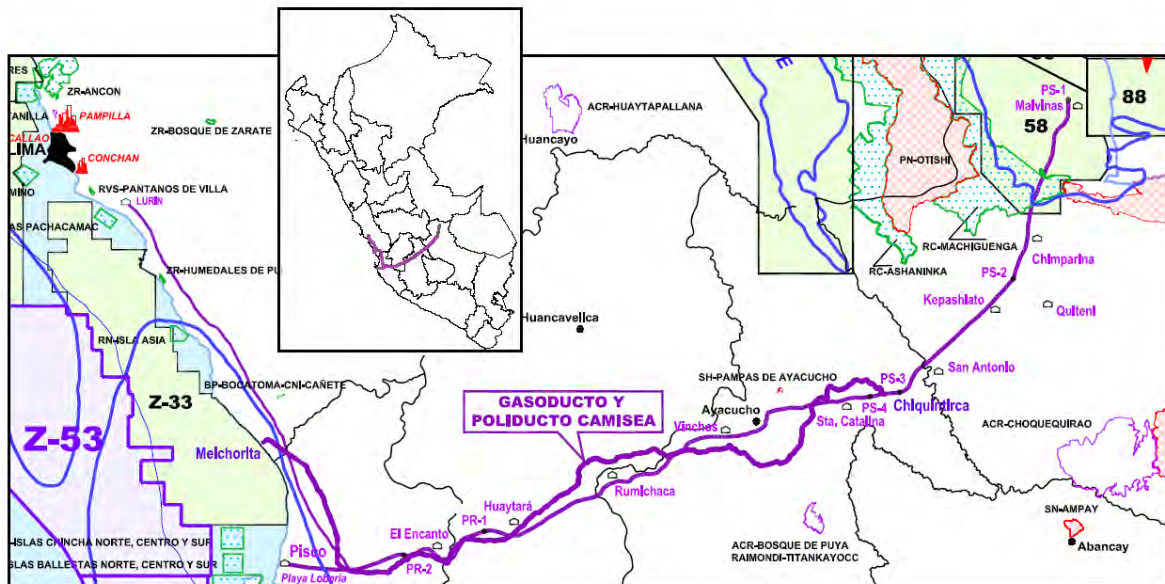 ZR-ANCON
PAMPILLA
CALLAO
LIMA
CONCHAN
ZR-BOSQUE DE ZARATE
RVS-PANTANOS DE VILLA
LURIN
AS PACHACAMAC
ZR-HUMEDALES DE PU
RN-ISLA ASIA
BP-BOCATOMA-CNI-CAÑETE
Z-33
Z-53
Melchorita
ISLAS CHINCHA NORTE, CENTRO Y SUR
ISLAS BALLESTAS NORTE, CENTRO Y SUR
Pisco
Playa Loberia
PR-2
El Encanto
PR-1
Huaytará
Rumichaca
GASODUCTO Y
POLIDUCTO CAMISEA
Vinchos
Ayacucho
SH-PAMPAS DE AYACUCHO
Sta, Catalina
PS-4
PS-3
Chiquintirca
San Antonio
Kepashiato
Quiteni
PS-2
Chimparina
RC-MACHIGUENGA
RC-ASHANINKA
PN-OTISHI
PS-1
Malvinas
58
88
ACR-HUAYTAPALLANA
Huancayo
Huancavelica
ACR-CHOQUEQUIRAO
SN-AMPAY
Abancay
ACR-BOSQUE DE PUYA
RAIMONDI-TITANKAYOCC